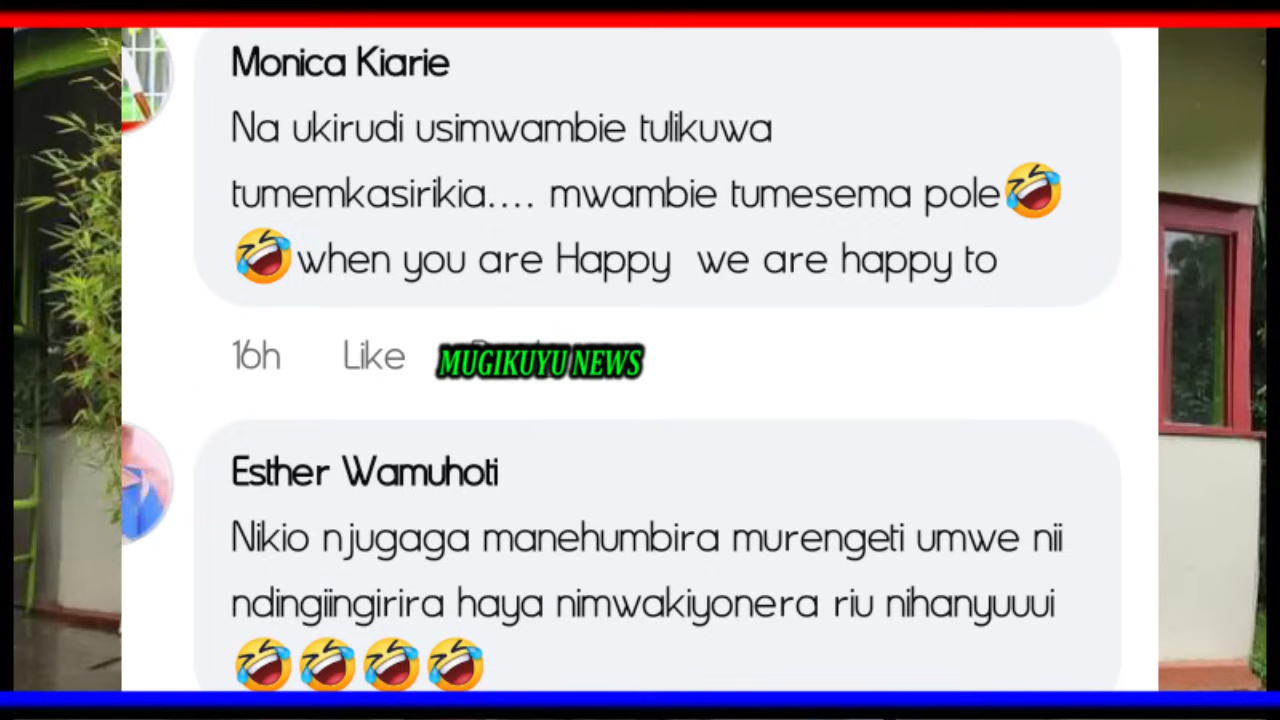 Monica Kiarie
Na ukirudi usimwambie tulikuwa
tumemkasirikia.... mwambie tumesema pole🤣
🤣when you are Happy we are happy to
16h Like
MUGIKUYU NEWS
Esther Wamuhoti
Nikio njugaga manehumbira murengeti umwe nii
ndingiingirira haya nimwakiyonera riu nihanyuuui
🤣🤣🤣🤣